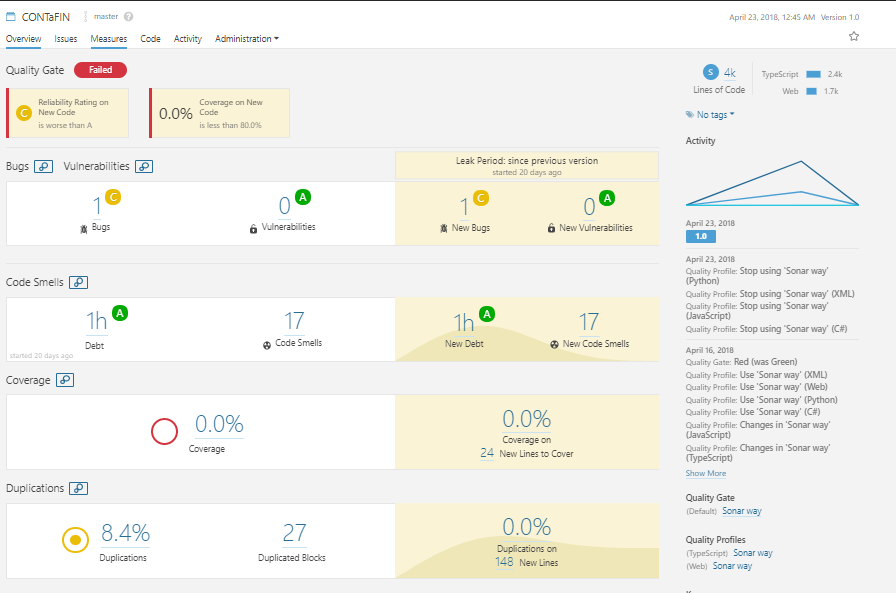 CONTaFIN master ?
April 23, 2018, 12:45 AM Version 1.0
Overview Issues Measures Code Activity Administration
Quality Gate Failed
C Reliability Rating on
New Code
is worse than A
0.0% Coverage on New
Code
is less than 80.0%
Bugs Vulnerabilities
Leak Period: since previous version
started 20 days ago
1 C
Bugs
0 A
Vulnerabilities
1 C
New Bugs
0 A
New Vulnerabilities
Code Smells
1h A
Debt
17
Code Smells
started 20 days ago
1h A
New Debt
17
New Code Smells
Coverage
0.0%
Coverage
0.0%
Coverage on
24 New Lines to Cover
Duplications
8.4%
Duplications
27
Duplicated Blocks
0.0%
Duplications on
148 New Lines
S 4k
Lines of Code
TypeScript 2.4k
Web 1.7k
No tags
Activity
April 23, 2018
1.0
April 23, 2018
Quality Profile: Stop using 'Sonar way'
(Python)
Quality Profile: Stop using 'Sonar way' (XML)
Quality Profile: Stop using 'Sonar way'
(JavaScript)
Quality Profile: Stop using 'Sonar way' (C#)
April 16, 2018
Quality Gate: Red (was Green)
Quality Profile: Use 'Sonar way' (XML)
Quality Profile: Use 'Sonar way' (Web)
Quality Profile: Use 'Sonar way' (Python)
Quality Profile: Use 'Sonar way' (C#)
Quality Profile: Changes in 'Sonar way'
(JavaScript)
Quality Profile: Changes in 'Sonar way'
(TypeScript)
Show More
Quality Gate
(Default) Sonar way
Quality Profiles
(TypeScript) Sonar way
(Web) Sonar way